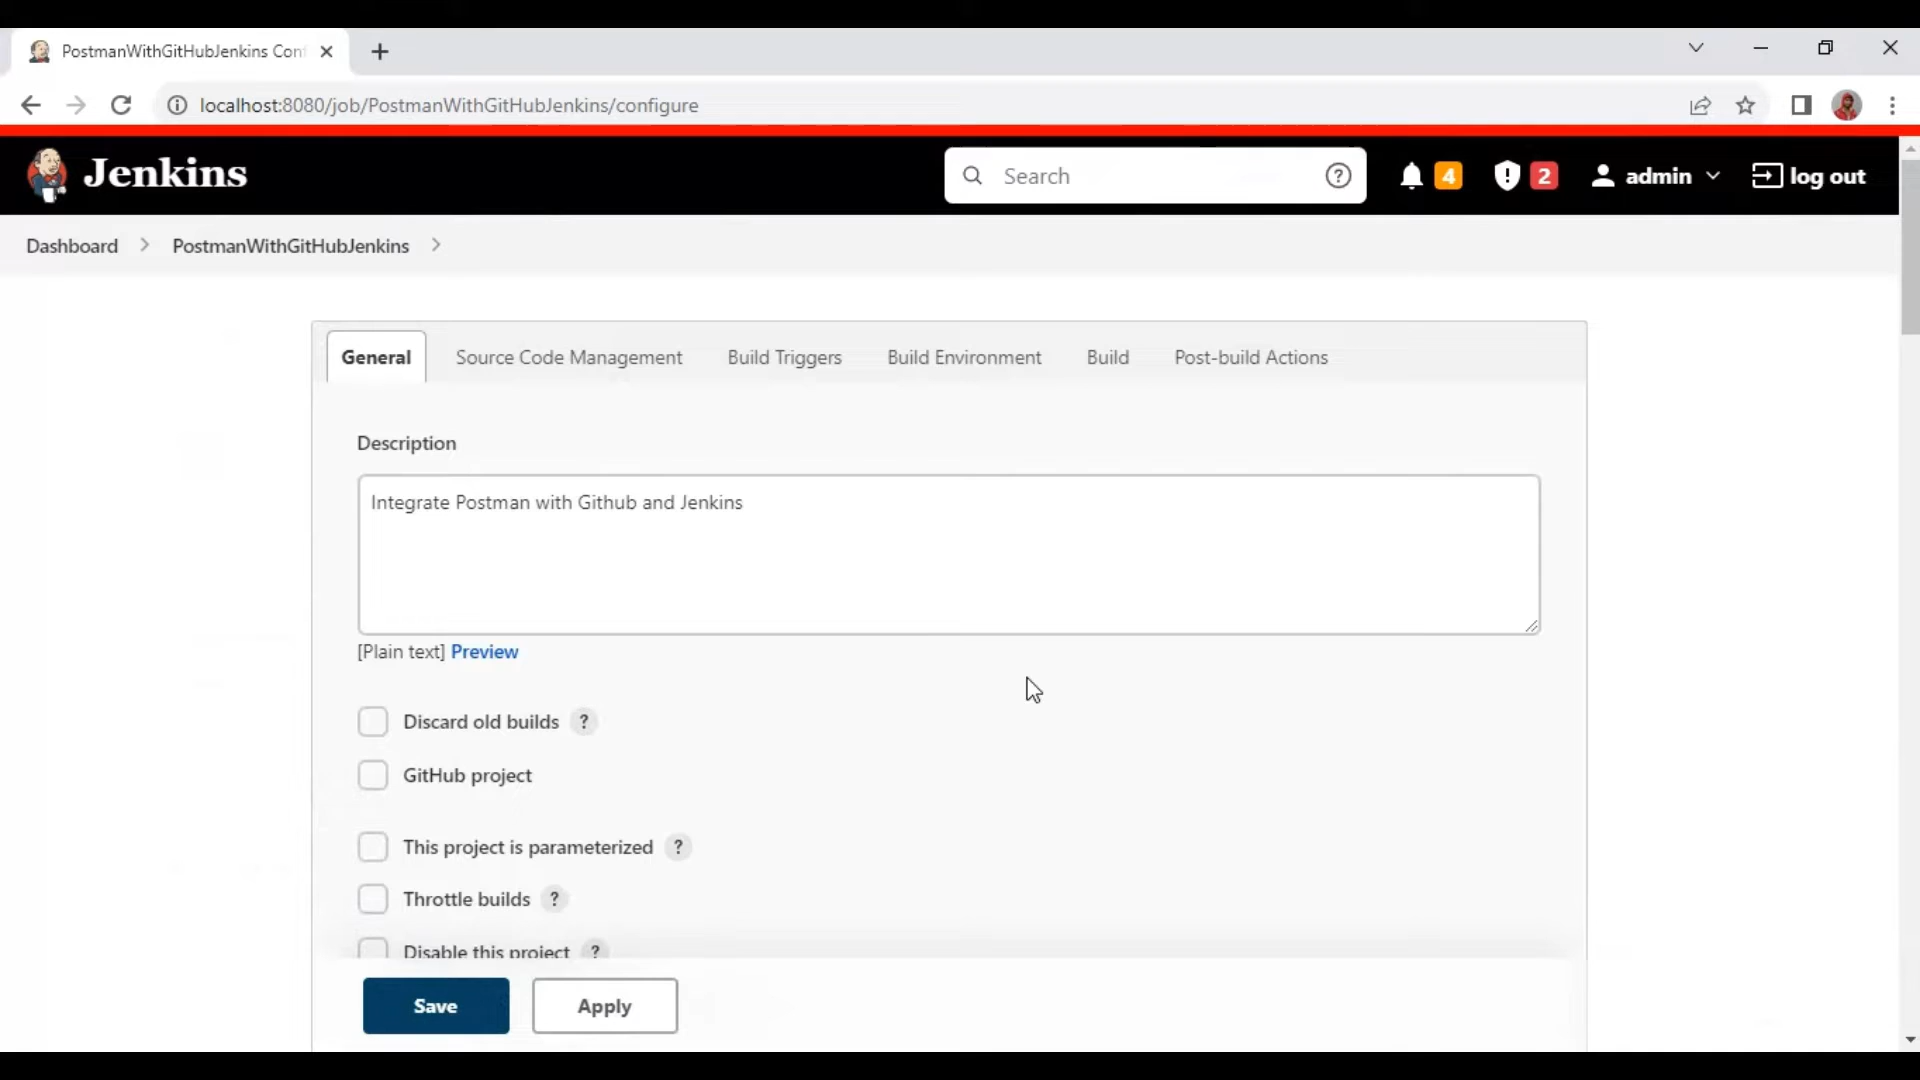 PostmanWithGitHubJenkins Con
localhost:8080/job/PostmanWithGitHubJenkins/configure
Jenkins
Search
?
4
!
2
admin
log out
Dashboard
PostmanWithGitHubJenkins
General
Source Code Management
Build Triggers
Build Environment
Build
Post-build Actions
Description
Integrate Postman with Github and Jenkins
[Plain text] Preview
Discard old builds ?
GitHub project
This project is parameterized ?
Throttle builds ?
Disable this project ?
Save
Apply